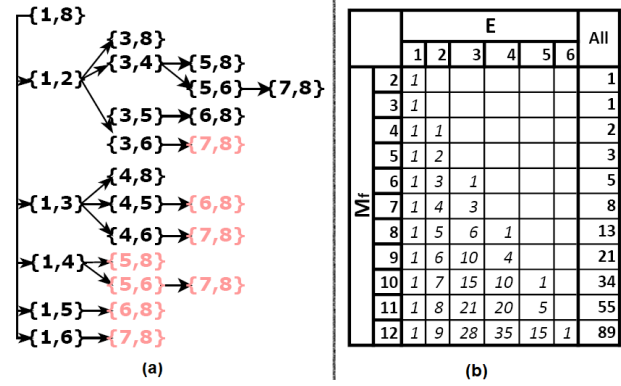 {1,8}
{3,8}
{1,2} {3,4} {5,8}
{5,6} {7,8}
{3,5} {6,8}
{3,6} {7,8}
{4,8}
{1,3} {4,5} {6,8}
{4,6} {7,8}
{1,4} {5,8}
{5,6} {7,8}
{1,5} {6,8}
{1,6} {7,8}
(a)
E All
1 2 3 4 5 6
Mf
2 1 1
3 1 1
4 1 1 2
5 1 2 3
6 1 3 1 5
7 1 4 3 8
8 1 5 6 1 13
9 1 6 10 4 21
10 1 7 15 10 1 34
11 1 8 21 20 5 55
12 1 9 28 35 15 1 89
(b)